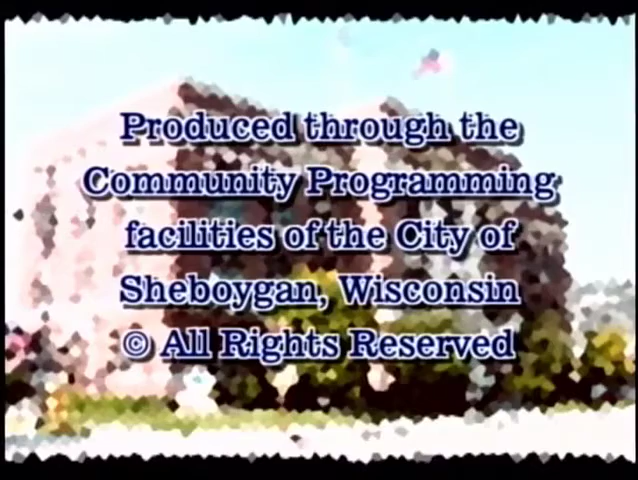 Produced through the
Community Programming
facilities of the City of
Sheboygan, Wisconsin
© All Rights Reserved